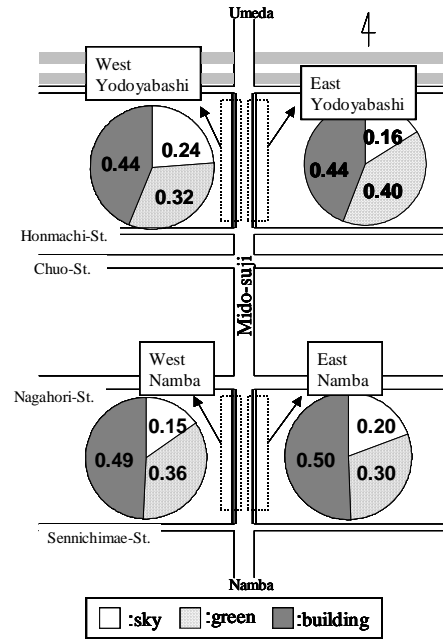 Umeda
West
Yodoyabashi
East
Yodoyabashi
0.44
0.24
0.32
0.16
0.44
0.40
Honmachi-St.
Chuo-St.
Mido-suji
West
Namba
East
Namba
Nagahori-St.
0.15
0.49
0.36
0.20
0.50
0.30
Sennichimae-St.
Namba
:sky :green :building